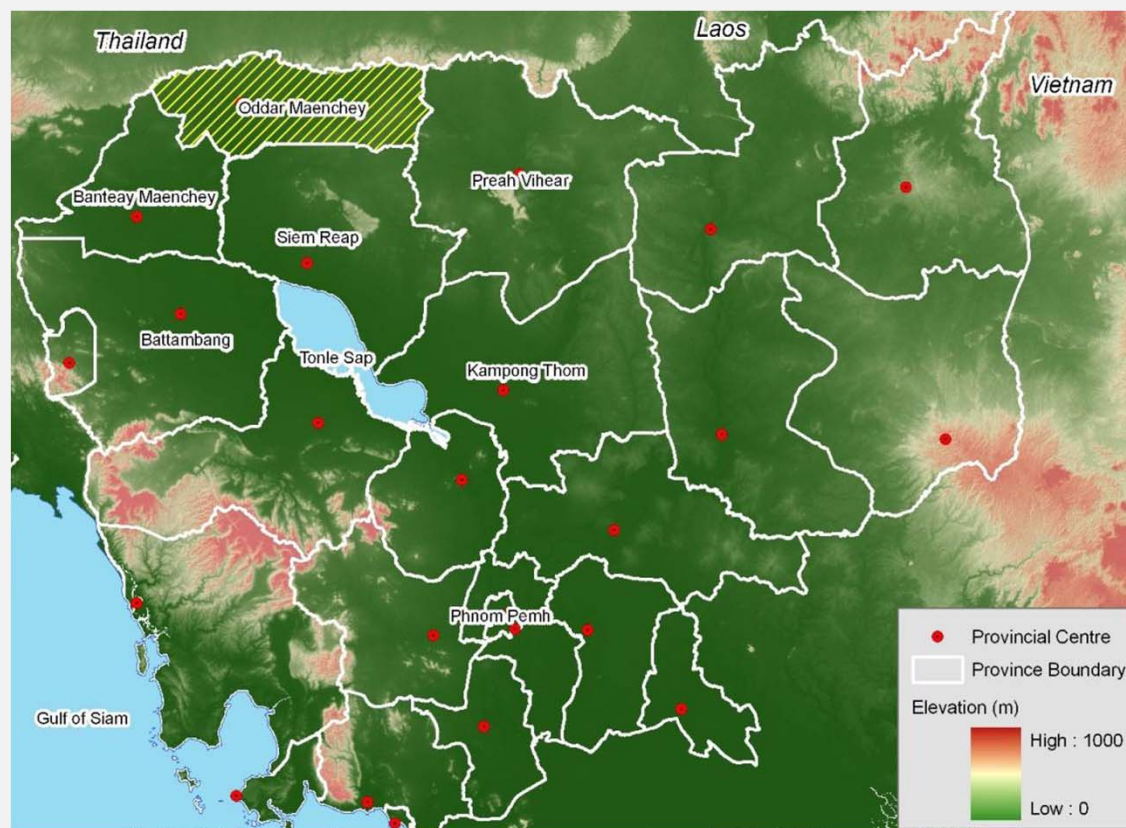 Thailand
Laos
Vietnam
Oddar Maenchey
Preah Vihear
Banteay Maenchey
Siem Reap
Battambang
Tonle Sap
Kampong Thom
Phnom Pemh
Gulf of Siam
Provincial Centre
Province Boundary
Elevation (m)
High : 1000
Low : 0